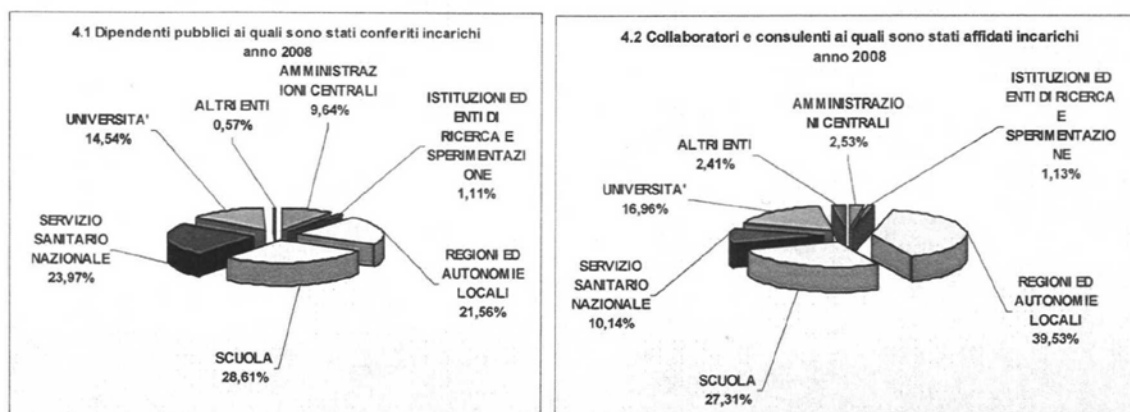 4.1 Dipendenti pubblici ai quali sono stati conferiti incarichi
anno 2008
AMMINISTRAZ
IONI CENTRALI
9,64%
ISTITUZIONI ED
ENTI DI
RICERCA E
SPERIMENTAZI
ONE
1,11%
REGIONI ED
AUTONOMIE
LOCALI
21,56%
SCUOLA
28,61%
SERVIZIO
SANITARIO
NAZIONALE
23,97%
UNIVERSITA'
14,54%
ALTRI ENTI
0,57%
4.2 Collaboratori e consulenti ai quali sono stati affidati incarichi
anno 2008
AMMINISTRAZIO
NI CENTRALI
2,53%
ISTITUZIONI ED
ENTI DI RICERCA
E
SPERIMENTAZIO
NE
1,13%
REGIONI ED
AUTONOMIE
LOCALI
39,53%
SCUOLA
27,31%
SERVIZIO
SANITARIO
NAZIONALE
10,14%
UNIVERSITA'
16,96%
ALTRI ENTI
2,41%